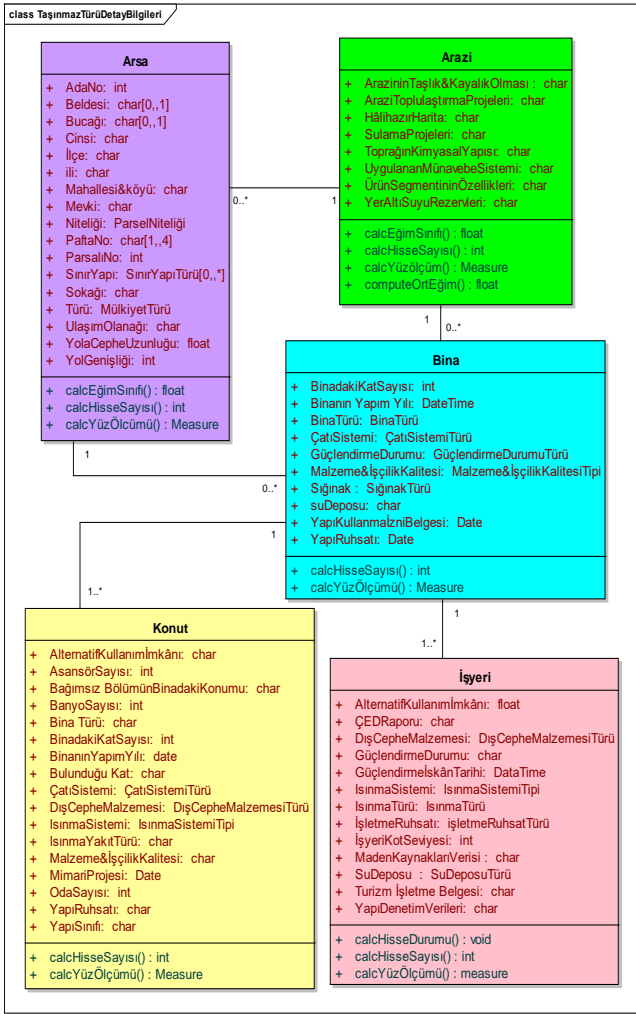 class TaşınmazTürüDetayBilgileri
Arsa
+ AdaNo: int
+ Beldesi: char[0,,1]
+ Bucağı: char[0,,1]
+ Cinsi: char
+ İlçe: char
+ ili: char
+ Mahallesi&köyü: char
+ Mevki: char
+ Niteliği: ParselNiteliği
+ PaftaNo: char[1,,4]
+ ParsalıNo: int
+ SınırYapı: SınırYapıTürü[0,,*]
+ Sokağı: char
+ Türü: MülkiyetTürü
+ UlaşımOlanağı: char
+ YolaCepheUzunluğu: float
+ YolGenişliği: int
+ calcEğimSınıfı() : float
+ calcHisseSayısı() : int
+ calcYüzÖlcümü() : Measure
Arazi
+ ArazininTaşlık&KayalıkOlması : char
+ AraziToplulaştırmaProjeleri: char
+ HâlihazırHarita: char
+ SulamaProjeleri: char
+ ToprağınKimyasalYapısı: char
+ UygulananMünavebeSistemi: char
+ ÜrünSegmentininÖzellikleri: char
+ YerAltıSuyuRezervleri: char
+ calcEğimSınıfı() : float
+ calcHisseSayısı() : int
+ calcYüzölçüm() : Measure
+ computeOrtEğim() : float
0..*
1
1
0..*
Bina
+ BinadakiKatSayısı: int
+ Binanın Yapım Yılı: DateTime
+ BinaTürü: BinaTürü
+ ÇatıSistemi: ÇatıSistemiTürü
+ GüçlendirmeDurumu: GüçlendirmeDurumuTürü
+ Malzeme&İşçilikKalitesi: Malzeme&İşçilikKalitesiTipi
+ Sığınak : SığınakTürü
+ suDeposu: char
+ YapıKullanmaİzniBelgesi: Date
+ YapıRuhsatı: Date
+ calcHisseSayısı() : int
+ calcYüzÖlçümü() : Measure
1
0..*
1
1..*
1
1..*
Konut
+ AlternatifKullanımİmkânı: char
+ AsansörSayısı: int
+ Bağımsız BölümünBinadakiKonumu: char
+ BanyoSayısı: int
+ Bina Türü: char
+ BinadakiKatSayısı: int
+ BinanınYapımYılı: date
+ Bulunduğu Kat: char
+ ÇatıSistemi: ÇatıSistemiTürü
+ DışCepheMalzemesi: DışCepheMalzemesiTürü
+ IsınmaSistemi: IsınmaSistemiTipi
+ IsınmaYakıtTürü: char
+ Malzeme&İşçilikKalitesi: char
+ MimariProjesi: Date
+ OdaSayısı: int
+ YapıRuhsatı: char
+ YapıSınıfı: char
+ calcHisseSayısı() : int
+ calcYüzÖlçümü() : Measure
İşyeri
+ AlternatifKullanımİmkânı: float
+ ÇEDRaporu: char
+ DışCepheMalzemesi: DışCepheMalzemesiTürü
+ GüçlendirmeDurumu: char
+ GüçlendirmeİskânTarihi: DataTime
+ IsınmaSistemi: IsınmaSistemiTipi
+ IsınmaTürü: IsınmaTürü
+ İşletmeRuhsatı: işletmeRuhsatTürü
+ İşyeriKotSeviyesi: int
+ MadenKaynaklarıVerisi : char
+ SuDeposu : SuDeposuTürü
+ Turizm İşletme Belgesi: char
+ YapıDenetimVerileri: char
+ calcHisseDurumu() : void
+ calcHisseSayısı() : int
+ calcYüzÖlçümü() : measure